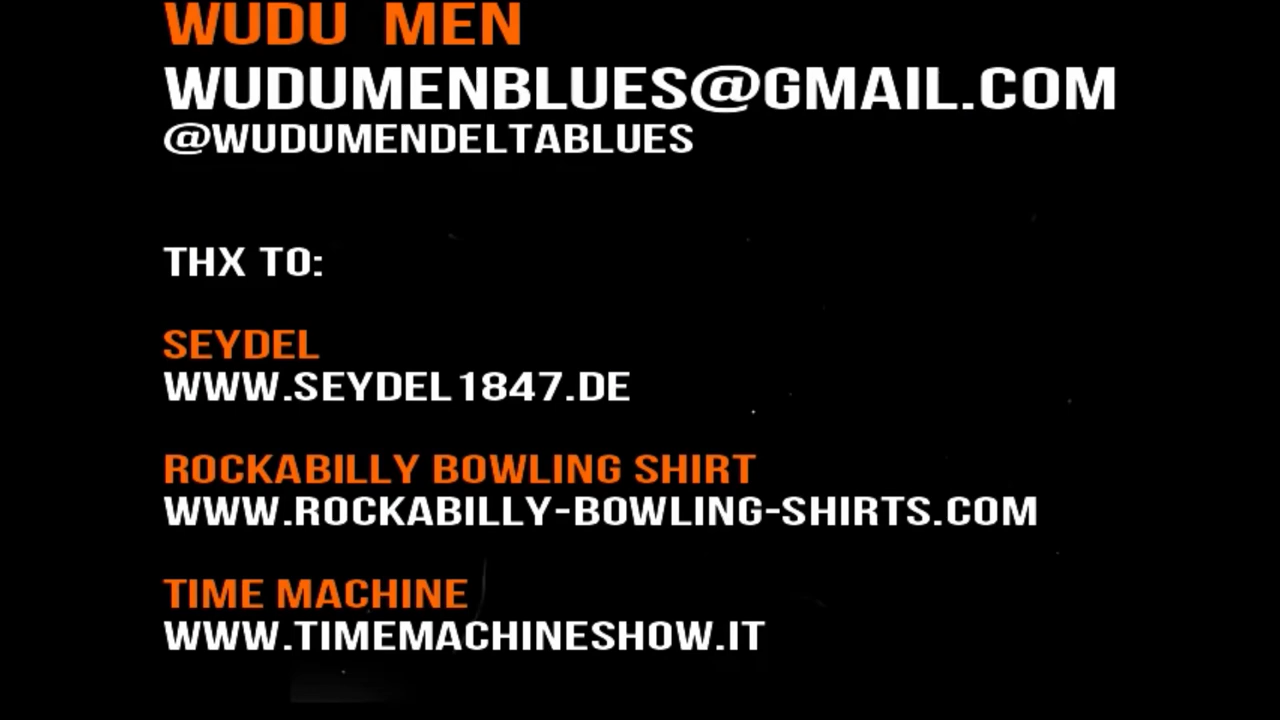 WUDU MEN
WUDUMENBLUES@GMAIL.COM
@WUDUMENDELTABLUES
THX TO:
SEYDEL
WWW.SEYDEL1847.DE
ROCKABILLY BOWLING SHIRT
WWW.ROCKABILLY-BOWLING-SHIRTS.COM
TIME MACHINE
WWW.TIMEMACHINESHOW.IT